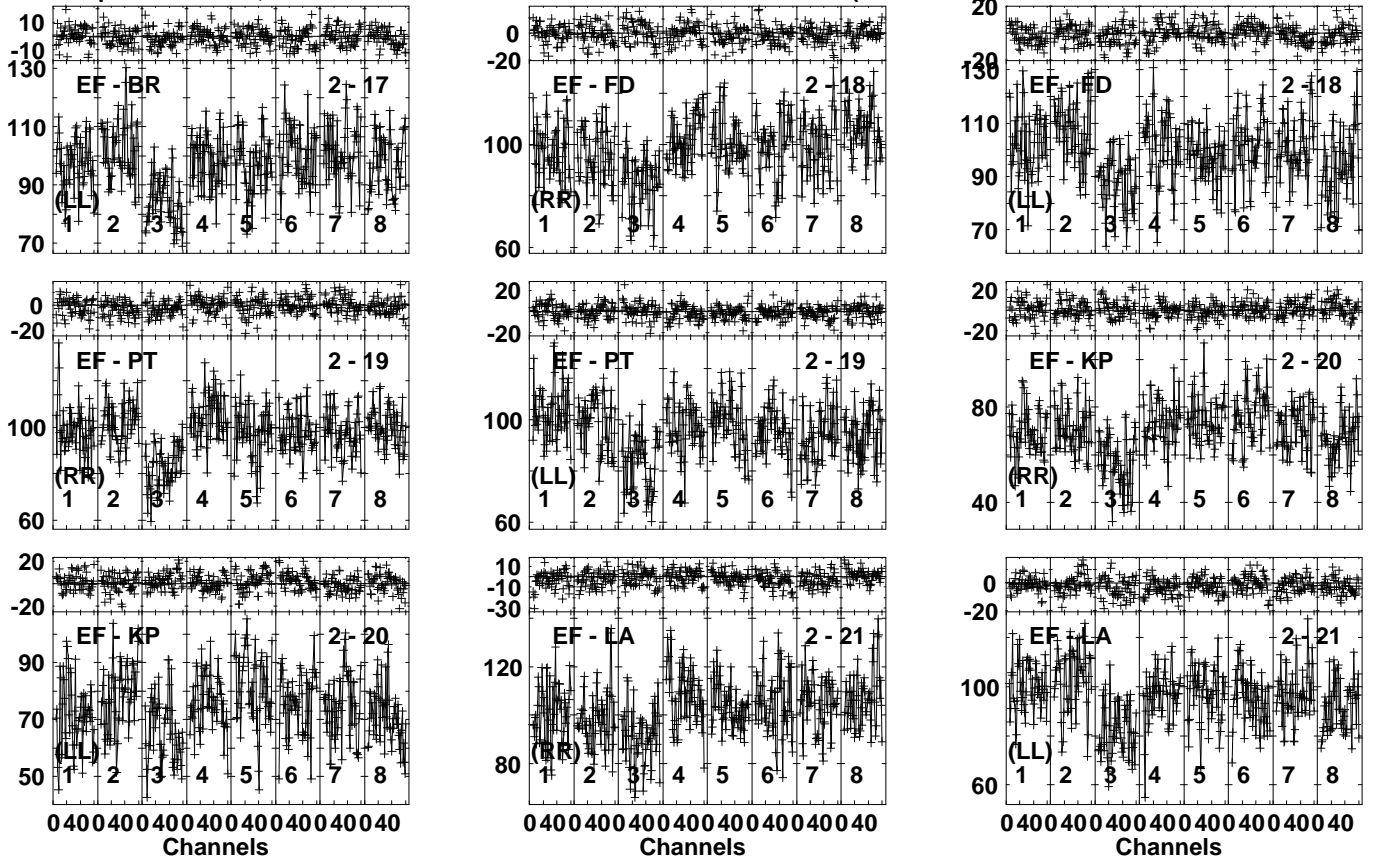 10 0 20
-10 -20 -20
130 130
EF - BR 2 - 17 EF - FD 2 - 18 EF - FD 2 - 18
110 100 110
90 90
(LL) (RR) (LL)
1 2 3 4 5 6 7 8 1 2 3 4 5 6 7 8 1 2 3 4 5 6 7 8
70 60 70
0 20 20
-20 -20 -20
EF - PT 2 - 19 EF - PT 2 - 19 EF - KP 2 - 20
100 100 80
(RR) (LL) (RR)
1 2 3 4 5 6 7 8 1 2 3 4 5 6 7 8 1 2 3 4 5 6 7 8
60 60 40
20 10 0
-20 -10 -20
-30
EF - KP 2 - 20 EF - LA 2 - 21 EF - LA 2 - 21
90 120 100
70
(LL) (RR) (LL)
50 80 60
1 2 3 4 5 6 7 8 1 2 3 4 5 6 7 8 1 2 3 4 5 6 7 8
0 40 0 40 0 40 0 40 0 40 0 40 0 40 0 40 0 40 0 40 0 40 0 40 0 40 0 40 0 40 0 40 0 40 0 40 0 40 0 40 0 40 0 40 0 40 0 40
Channels Channels Channels